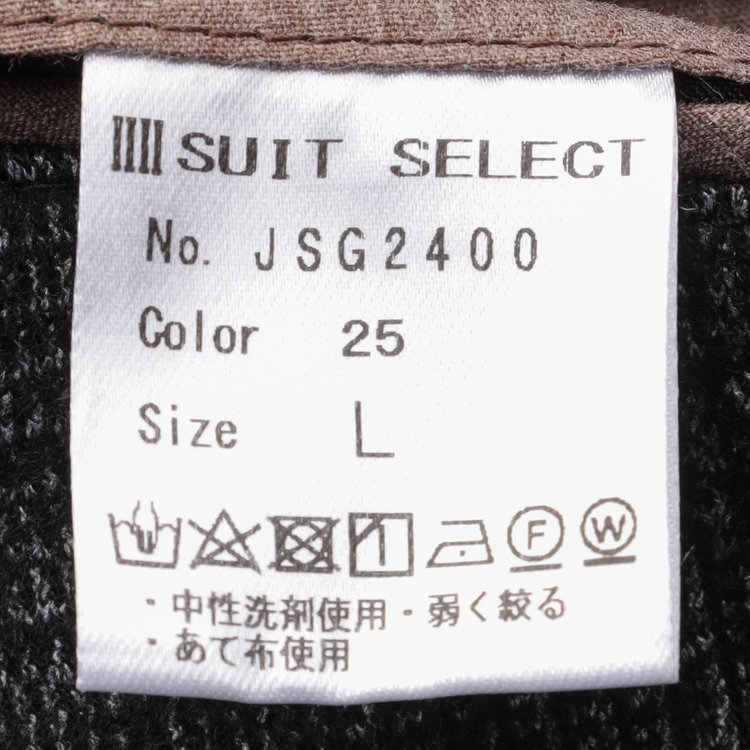 SUIT SELECT
No. JSG2400
Color 25
Size L
F W
・中性洗剤使用・弱く絞る
・あて布使用